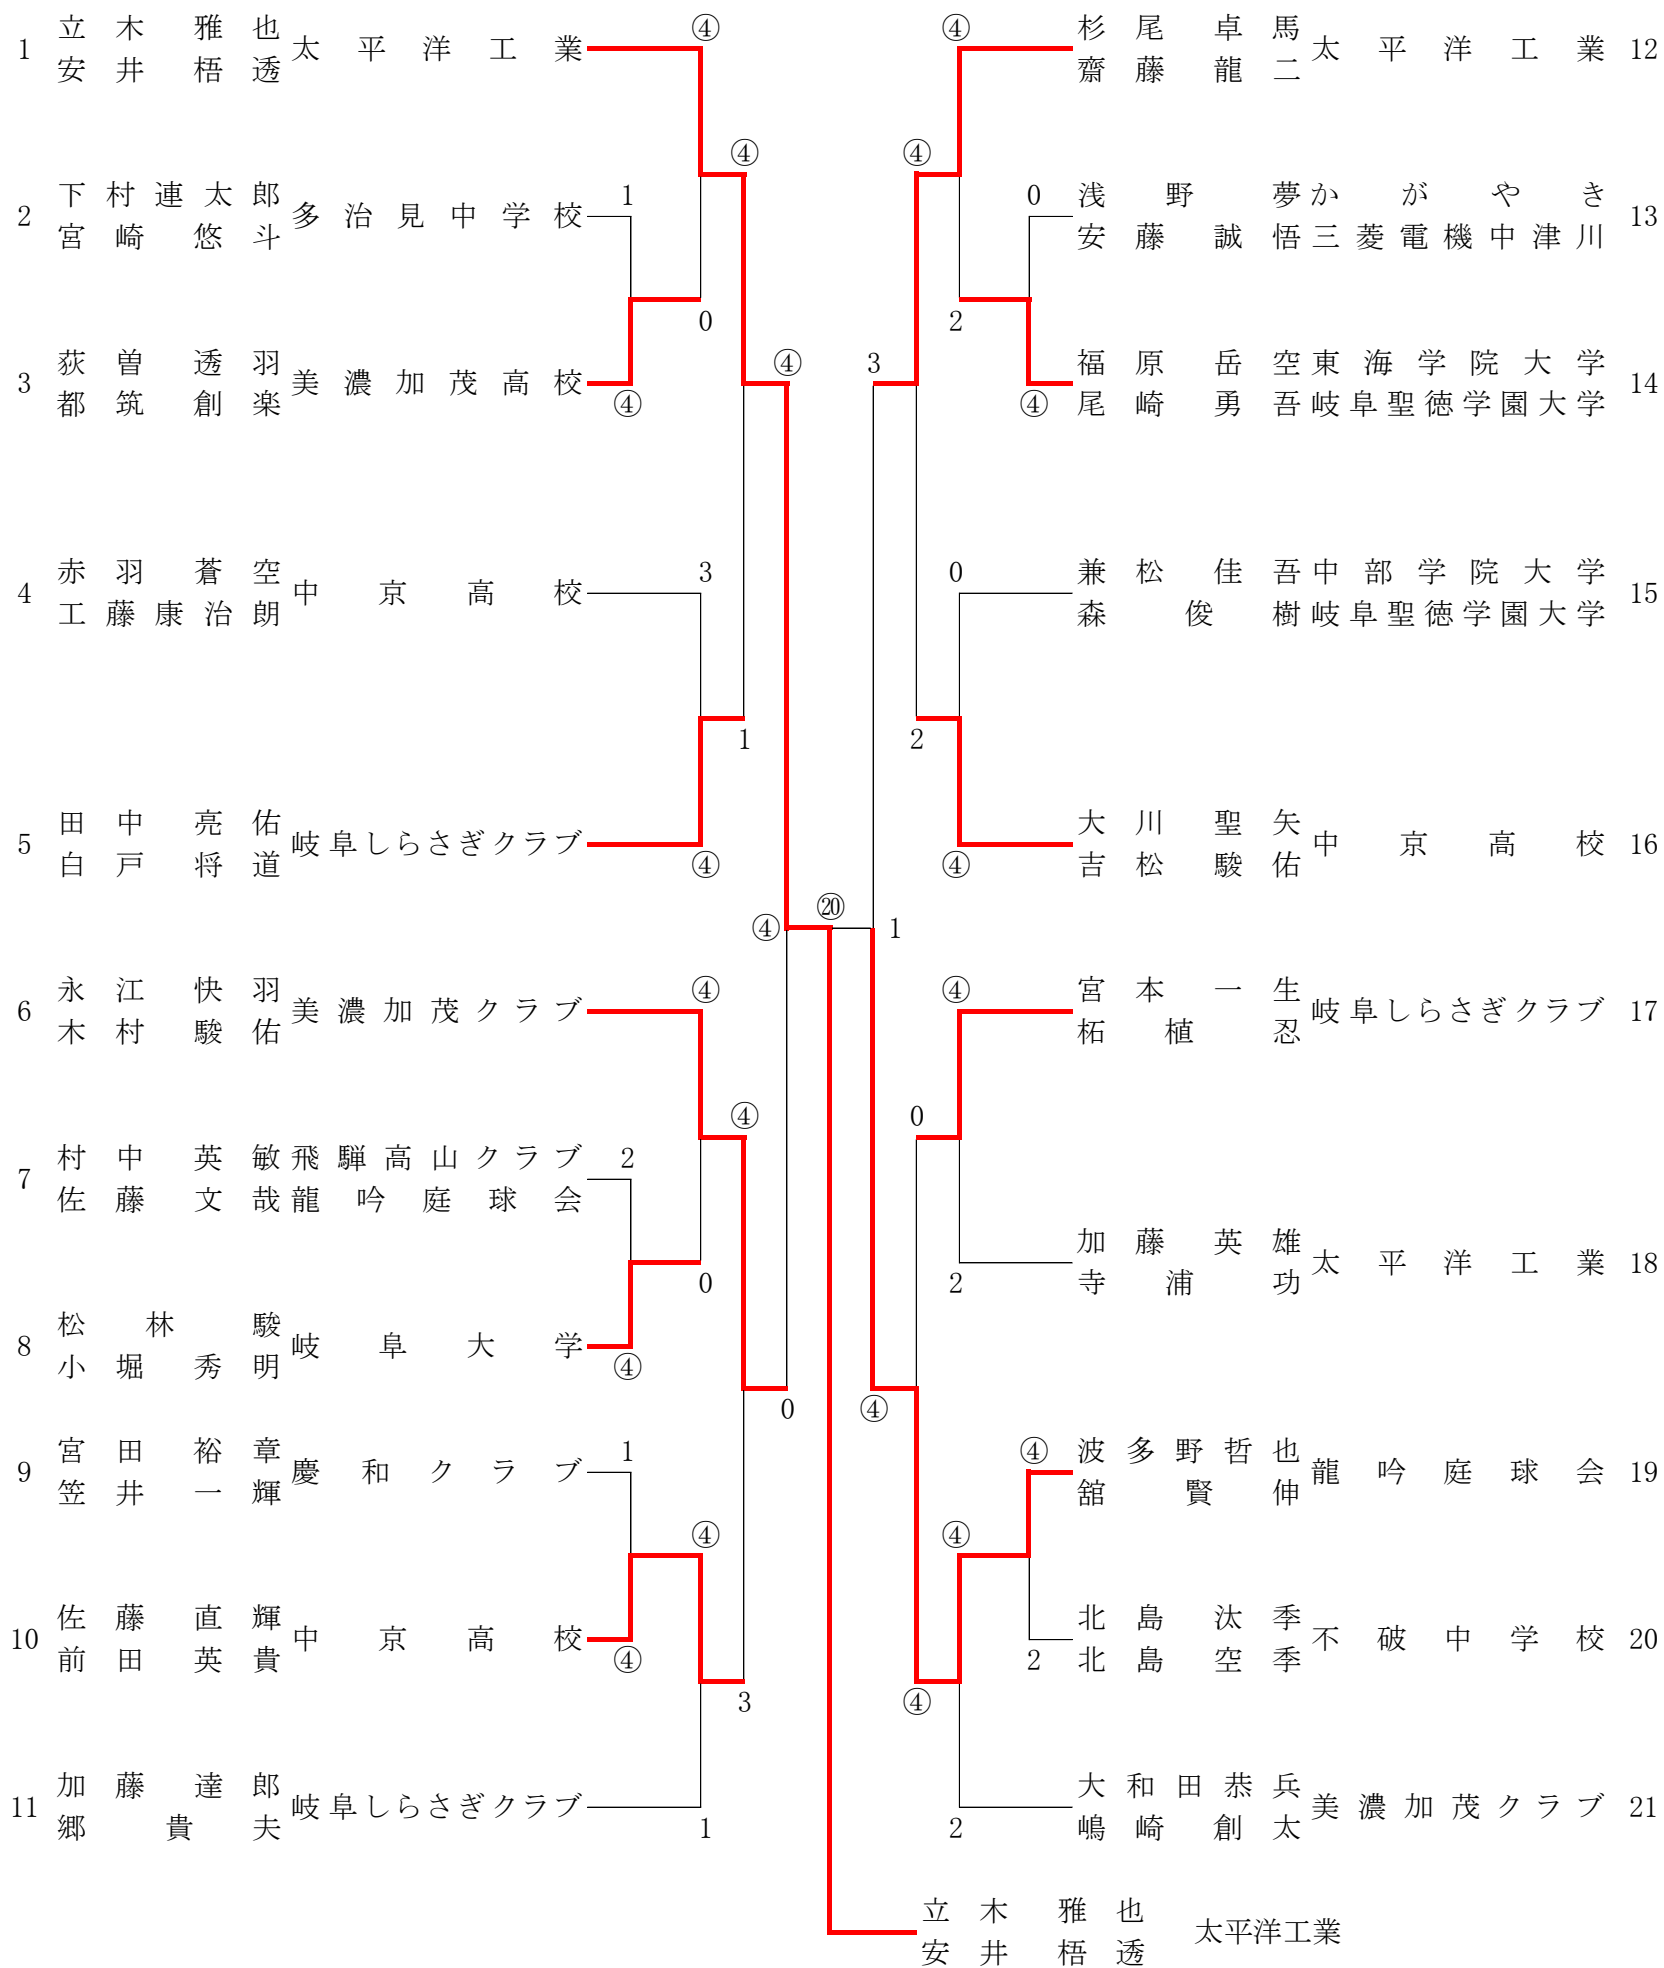 1 立木雅也 安井梧透 太平洋工業 ④
2 下村連太郎 宮崎悠斗 多治見中学校 1
3 荻曽透羽 都筑創楽 美濃加茂高校 ④
4 赤羽蒼空 工藤康治朗 中京高校 3
5 田中亮佑 白戸将道 岐阜しらさぎクラブ ④
6 永江快羽 木村駿佑 美濃加茂クラブ ④
7 村中英敏 飛騨高山クラブ 佐藤文哉 龍吟庭球会 2
8 松林駿 小堀秀明 岐阜大学 ④
9 宮田裕章 笠井一輝 慶和クラブ 1
10 佐藤直輝 前田英貴 中京高校 ④
11 加藤達郎 郷貴夫 岐阜しらさぎクラブ 1
④
0
④
1
④
④
0
④
3
0
④
⑳
1
3
④
④
2
2
0
④
④
④
④ 杉尾卓馬 齋藤龍二 太平洋工業 12
0 浅野夢 かがやき 安藤誠悟 三菱電機中津川 13
④ 福原岳空 東海学院大学 尾崎勇吾 岐阜聖徳学園大学 14
0 兼松佳吾 中部学院大学 森俊樹 岐阜聖徳学園大学 15
④ 大川聖矢 吉松駿佑 中京高校 16
④ 宮本一生 柘植忍 岐阜しらさぎクラブ 17
2 加藤英雄 寺浦功 太平洋工業 18
④ 波多野哲也 舘賢伸 龍吟庭球会 19
2 北島汰季 北島空季 不破中学校 20
2 大和田恭兵 嶋崎創太 美濃加茂クラブ 21
立木雅也 安井梧透 太平洋工業